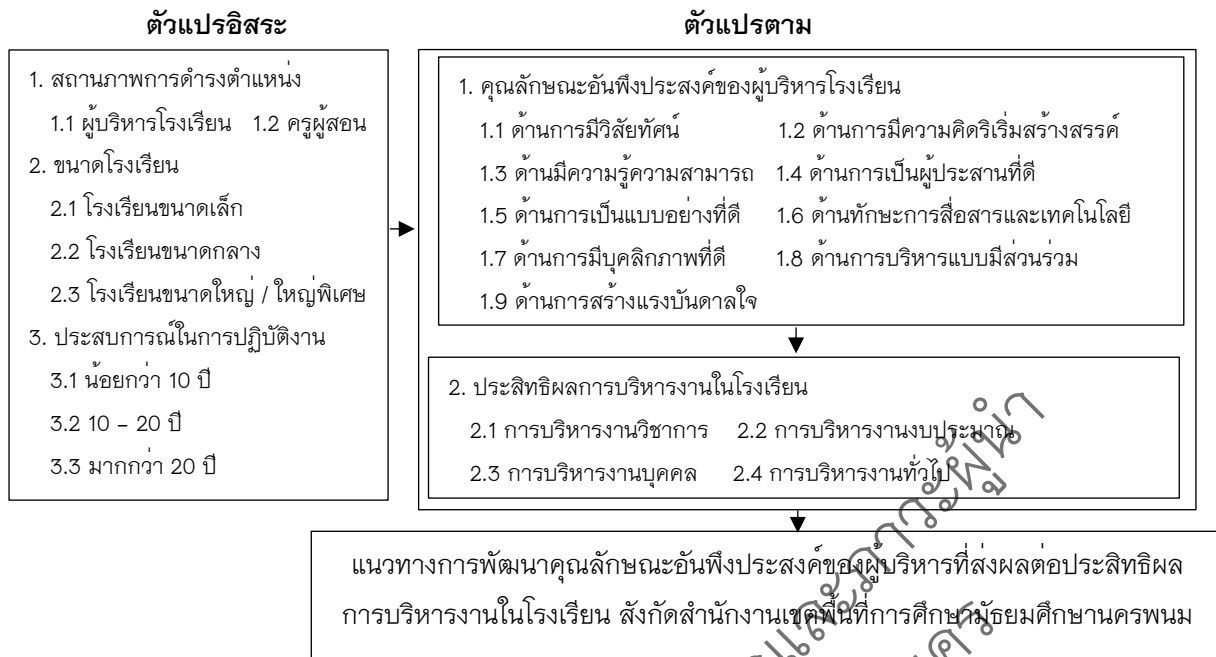 ตัวแปรอิสระ
1. สถานภาพการดำรงตำแหน่ง
1.1 ผู้บริหารโรงเรียน 1.2 ครูผู้สอน
2. ขนาดโรงเรียน
2.1 โรงเรียนขนาดเล็ก
2.2 โรงเรียนขนาดกลาง
2.3 โรงเรียนขนาดใหญ่ / ใหญ่พิเศษ
3. ประสบการณ์ในการปฏิบัติงาน
3.1 น้อยกว่า 10 ปี
3.2 10 – 20 ปี
3.3 มากกว่า 20 ปี
ตัวแปรตาม
1. คุณลักษณะอันพึงประสงค์ของผู้บริหารโรงเรียน
1.1 ด้านการมีวิสัยทัศน์ 1.2 ด้านการมีความคิดริเริ่มสร้างสรรค์
1.3 ด้านมีความรู้ความสามารถ 1.4 ด้านการเป็นผู้ประสานที่ดี
1.5 ด้านการเป็นแบบอย่างที่ดี 1.6 ด้านทักษะการสื่อสารและเทคโนโลยี
1.7 ด้านการมีบุคลิกภาพที่ดี 1.8 ด้านการบริหารแบบมีส่วนร่วม
1.9 ด้านการสร้างแรงบันดาลใจ
2. ประสิทธิผลการบริหารงานในโรงเรียน
2.1 การบริหารงานวิชาการ 2.2 การบริหารงานงบประมาณ
2.3 การบริหารงานบุคคล 2.4 การบริหารงานทั่วไป
แนวทางการพัฒนาคุณลักษณะอันพึงประสงค์ของผู้บริหารที่ส่งผลต่อประสิทธิผล
การบริหารงานในโรงเรียน สังกัดสำนักงานเขตพื้นที่การศึกษามัธยมศึกษานครพนม
และภาวะผู้นำ